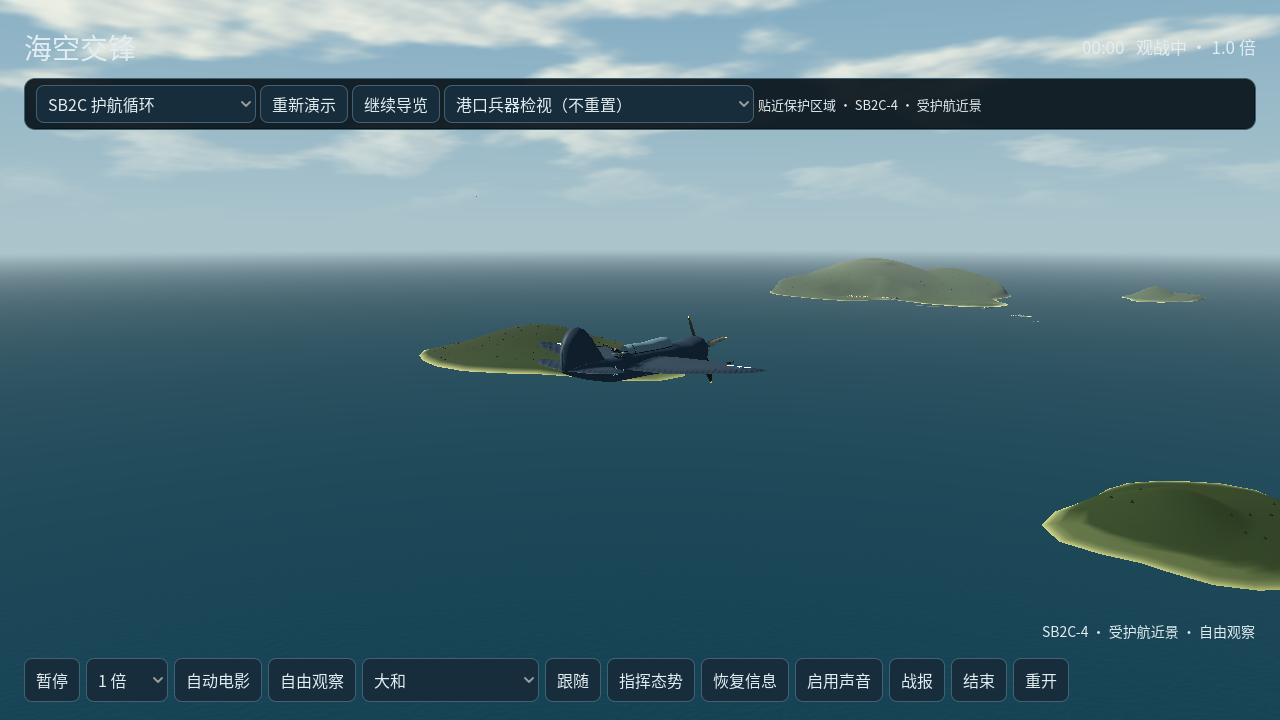 海空交锋
00:00 观战中 · 1.0 倍
SB2C 护航循环
重新演示
继续导览
港口兵器检视（不重置）
贴近保护区域 · SB2C-4 · 受护航近景
SB2C-4 · 受护航近景 · 自由观察
暂停
1 倍
自动电影
自由观察
大和
跟随
指挥态势
恢复信息
启用声音
战报
结束
重开